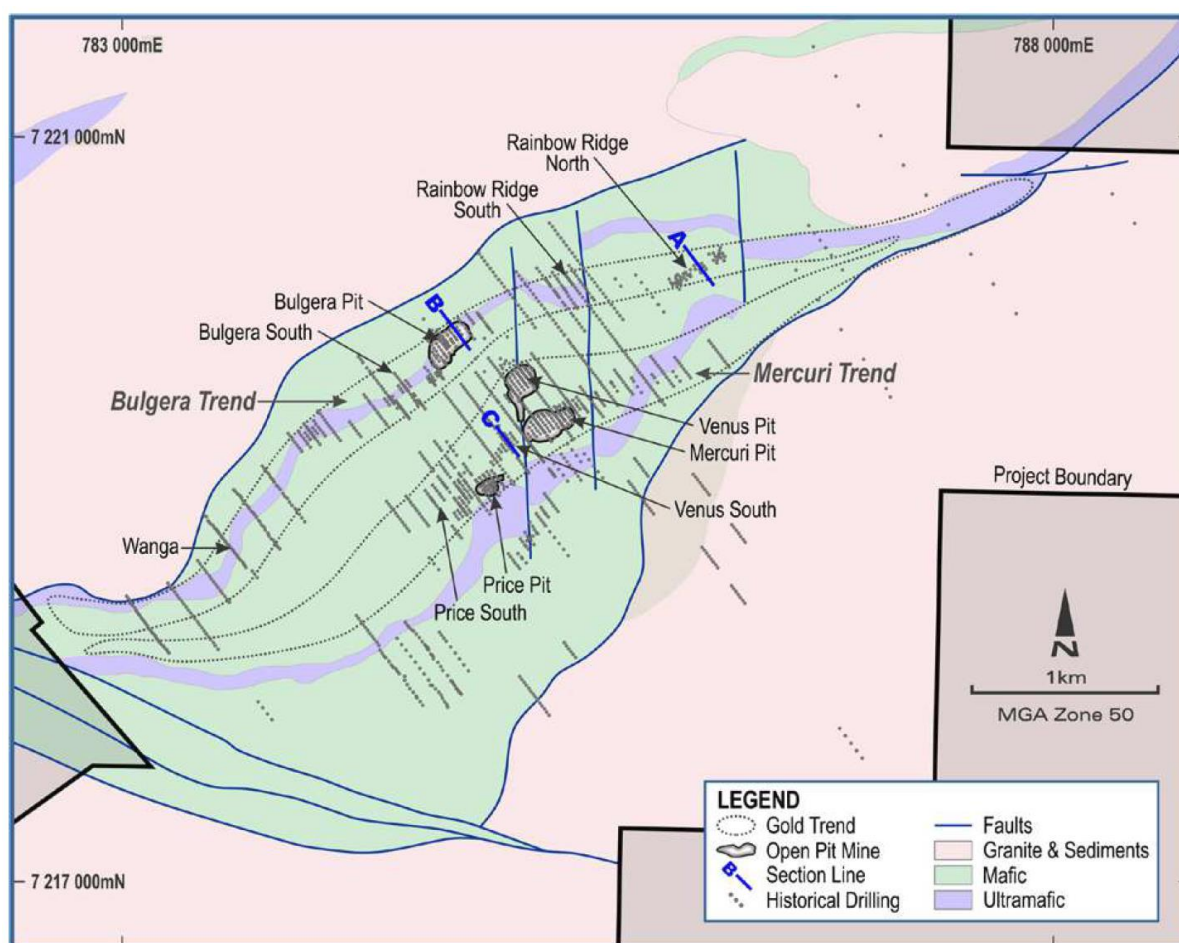 783 000mE
788 000mE
7 221 000mN
Rainbow Ridge
North
Rainbow Ridge
South
A
Bulgera Pit
B
Bulgera South
Bulgera Trend
Mercuri Trend
C
Venus Pit
Mercuri Pit
Venus South
Project Boundary
Wanga
Price Pit
Price South
N
1km
MGA Zone 50
7 217 000mN
LEGEND
Gold Trend
Open Pit Mine
B
Section Line
Historical Drilling
Faults
Granite & Sediments
Mafic
Ultramafic